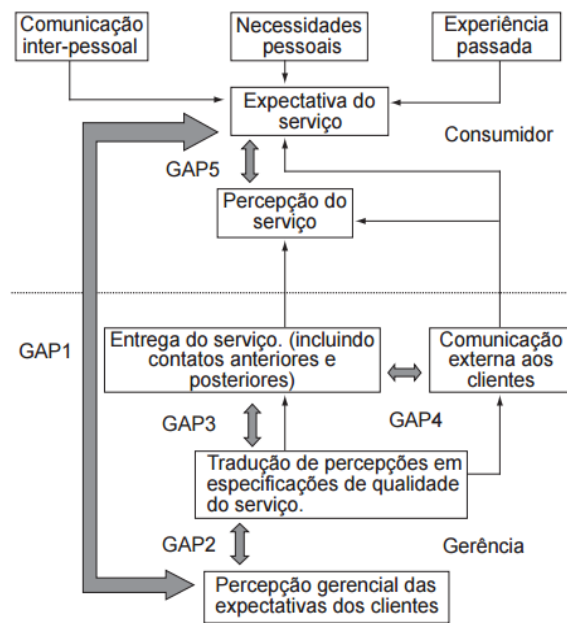 Comunicação
inter-pessoal
Necessidades
pessoais
Experiência
passada
Expectativa do
serviço
Consumidor
GAP5
Percepção do
serviço
GAP1
Entrega do serviço. (incluindo
contatos anteriores e
posteriores)
Comunicação
externa aos
clientes
GAP3
GAP4
Tradução de percepções em
especificações de qualidade
do serviço.
GAP2
Gerência
Percepção gerencial das
expectativas dos clientes